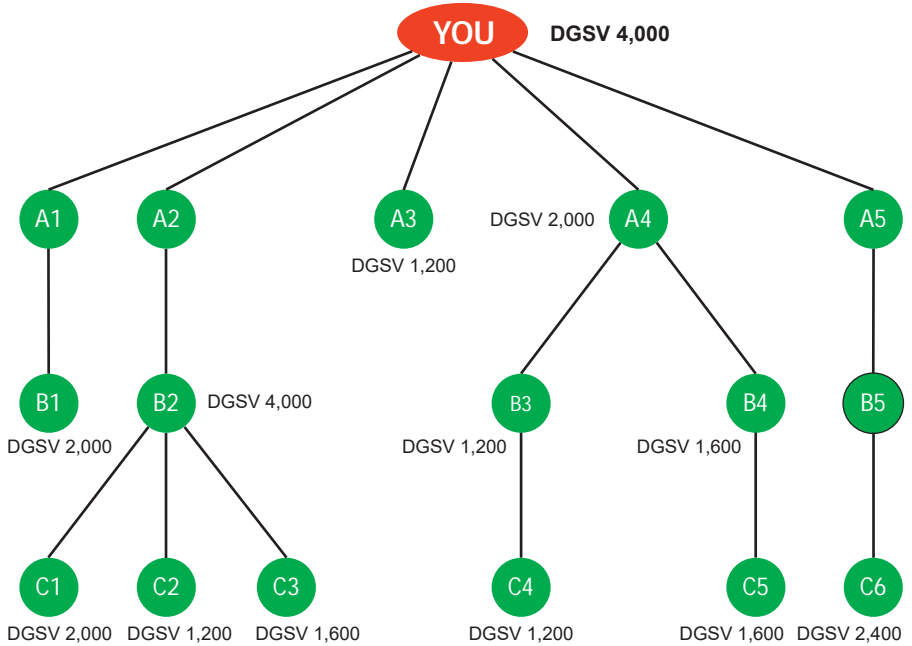 YOU
DGSV 4,000
A1
A2
A3
DGSV 2,000
A4
A5
DGSV 1,200
B1
B2
DGSV 4,000
B3
B4
B5
DGSV 2,000
DGSV 1,200
DGSV 1,600
C1
C2
C3
C4
C5
C6
DGSV 2,000
DGSV 1,200
DGSV 1,600
DGSV 1,200
DGSV 1,600
DGSV 2,400